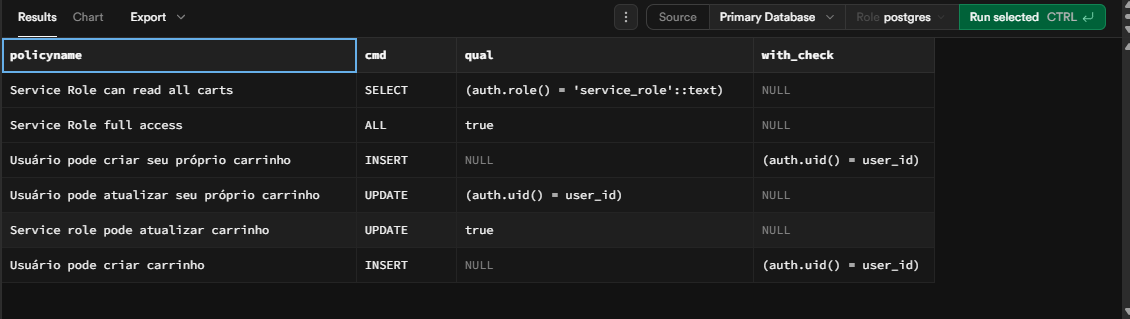 Results Chart Export Source Primary Database Role postgres Run selected CTRL
policyname cmd qual with_check
Service Role can read all carts SELECT (auth.role() = 'service_role'::text) NULL
Service Role full access ALL true NULL
Usuário pode criar seu próprio carrinho INSERT NULL (auth.uid() = user_id)
Usuário pode atualizar seu próprio carrinho UPDATE (auth.uid() = user_id) NULL
Service role pode atualizar carrinho UPDATE true NULL
Usuário pode criar carrinho INSERT NULL (auth.uid() = user_id)